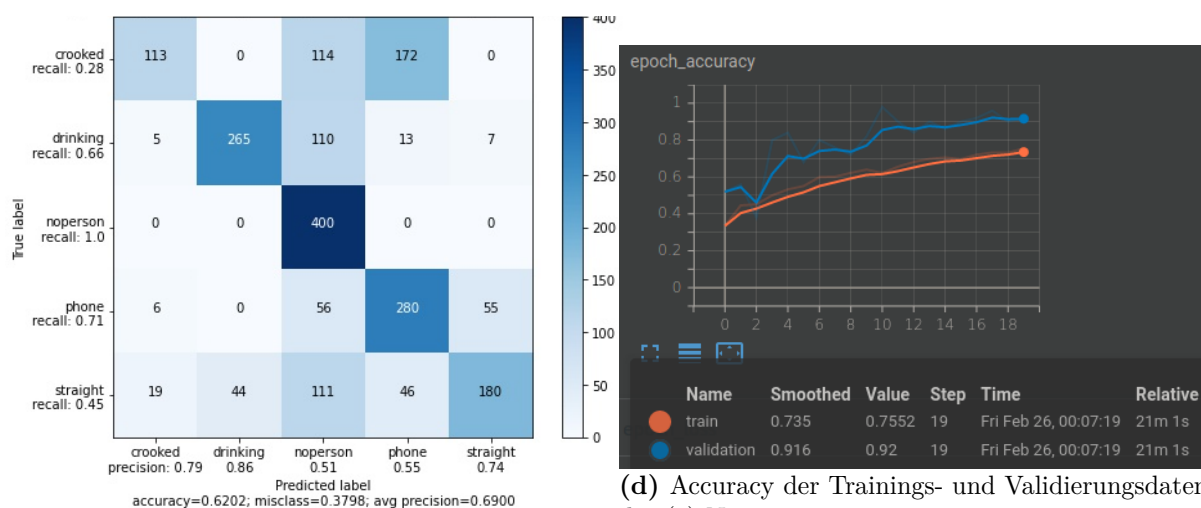 400
crooked
recall: 0.28
113 0 114 172 0
350
drinking
recall: 0.66
5 265 110 13 7
300
250
noperson
recall: 1.0
0 0 400 0 0
200
True label
150
phone
recall: 0.71
6 0 56 280 55
100
straight
recall: 0.45
19 44 111 46 180
50
0
crooked drinking noperson phone straight
precision: 0.79 0.86 0.51 0.55 0.74
Predicted label
accuracy=0.6202; misclass=0.3798; avg precision=0.6900
epoch_accuracy
1
0.8
0.6
0.4
0.2
0
0 2 4 6 8 10 12 14 16 18
Name Smoothed Value Step Time Relative
train 0.735 0.7552 19 Fri Feb 26, 00:07:19 21m 1s
validation 0.916 0.92 19 Fri Feb 26, 00:07:19 21m 1s
(d) Accuracy der Trainings- und Validierungsdaten